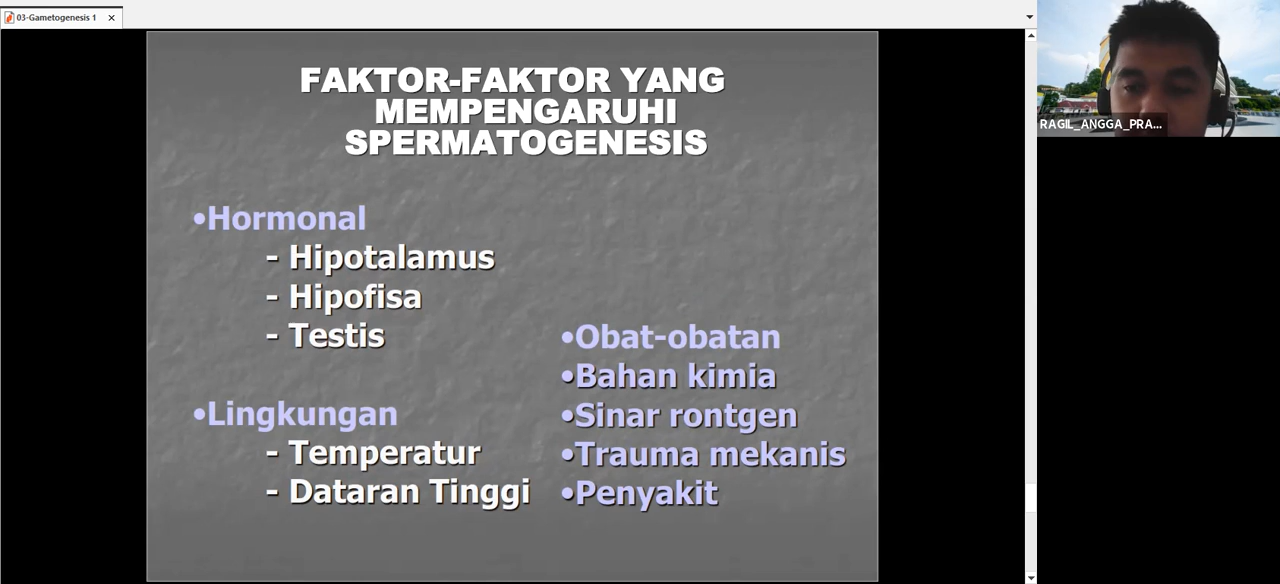 03-Gametogenesis 1
FAKTOR-FAKTOR YANG
MEMPENGARUHI
SPERMATOGENESIS
•Hormonal
- Hipotalamus
- Hipofisa
- Testis
•Lingkungan
- Temperatur
- Dataran Tinggi
•Obat-obatan
•Bahan kimia
•Sinar rontgen
•Trauma mekanis
•Penyakit
RAGIL_ANGGA_PRA...